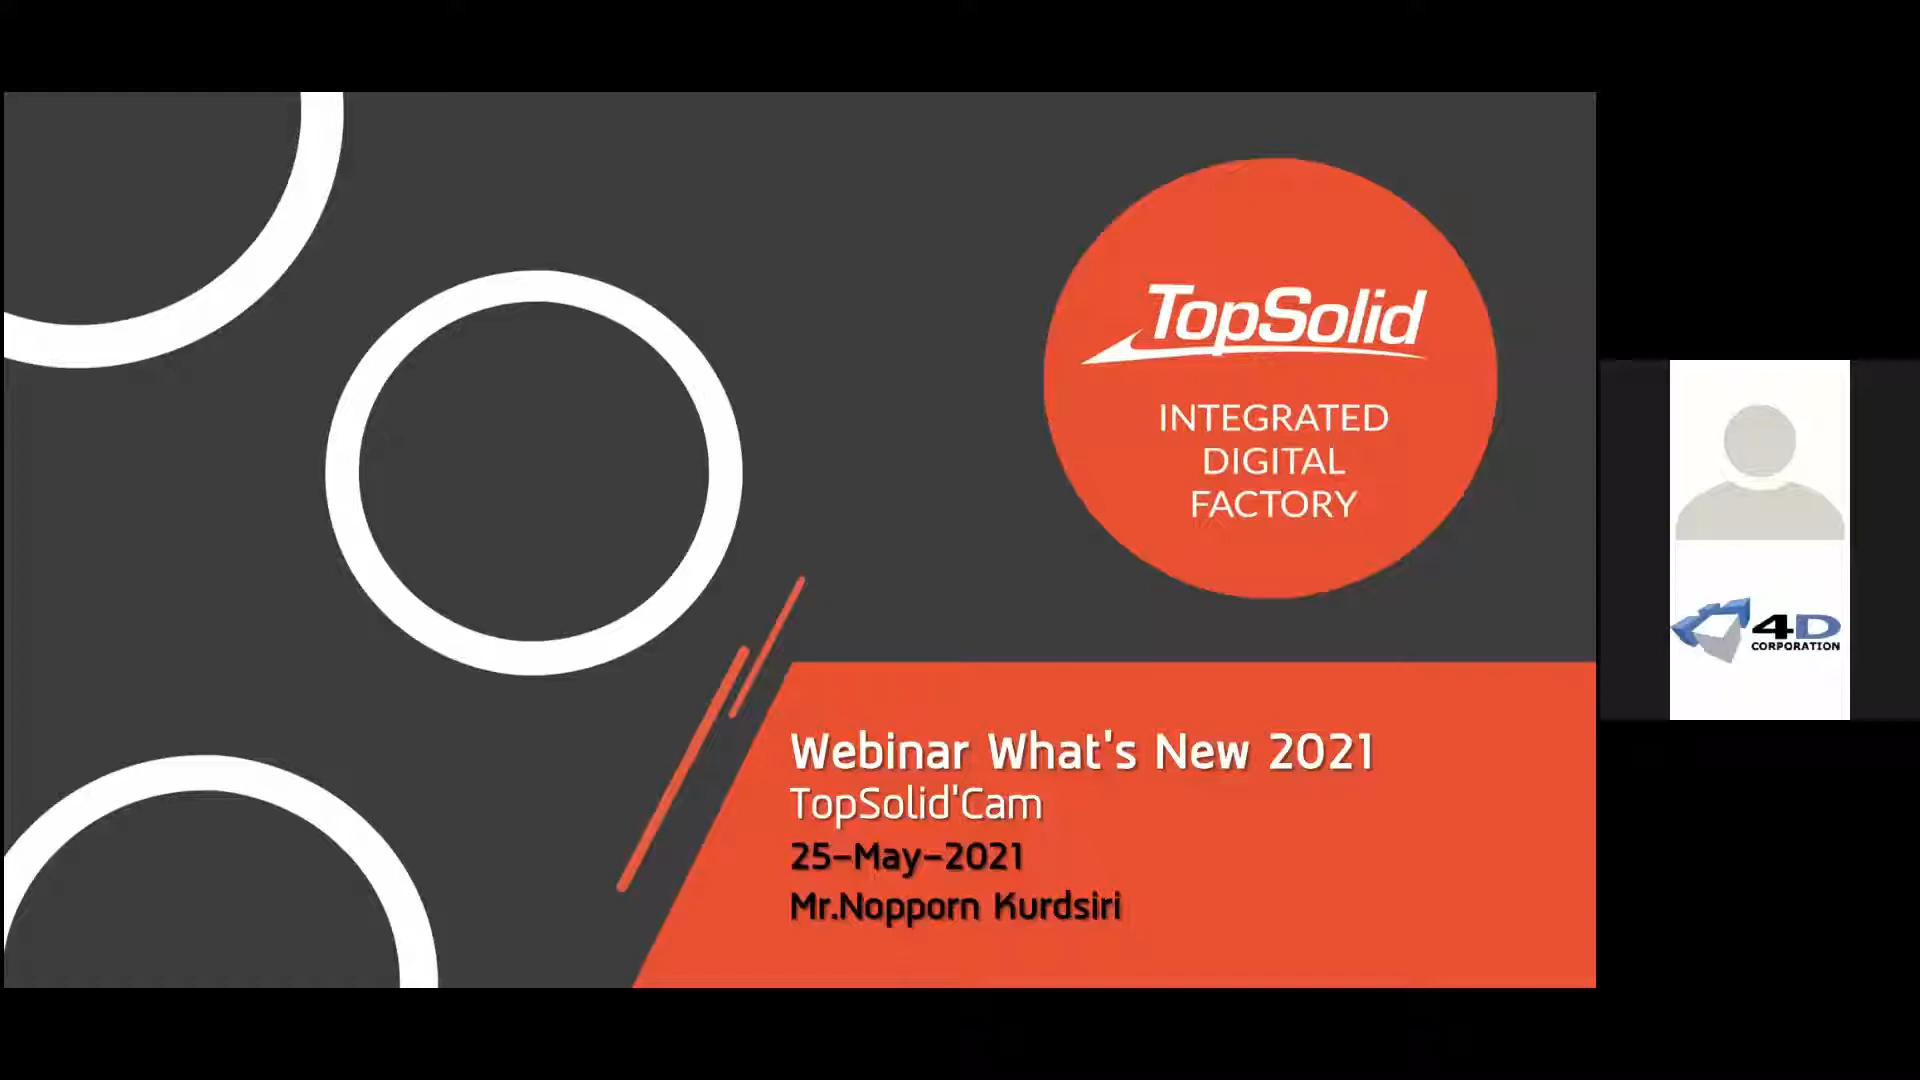 TopSolid
INTEGRATED
DIGITAL
FACTORY
Webinar What's New 2021
TopSolid'Cam
25-May-2021
Mr.Nopporn Kurdsiri
4D
CORPORATION